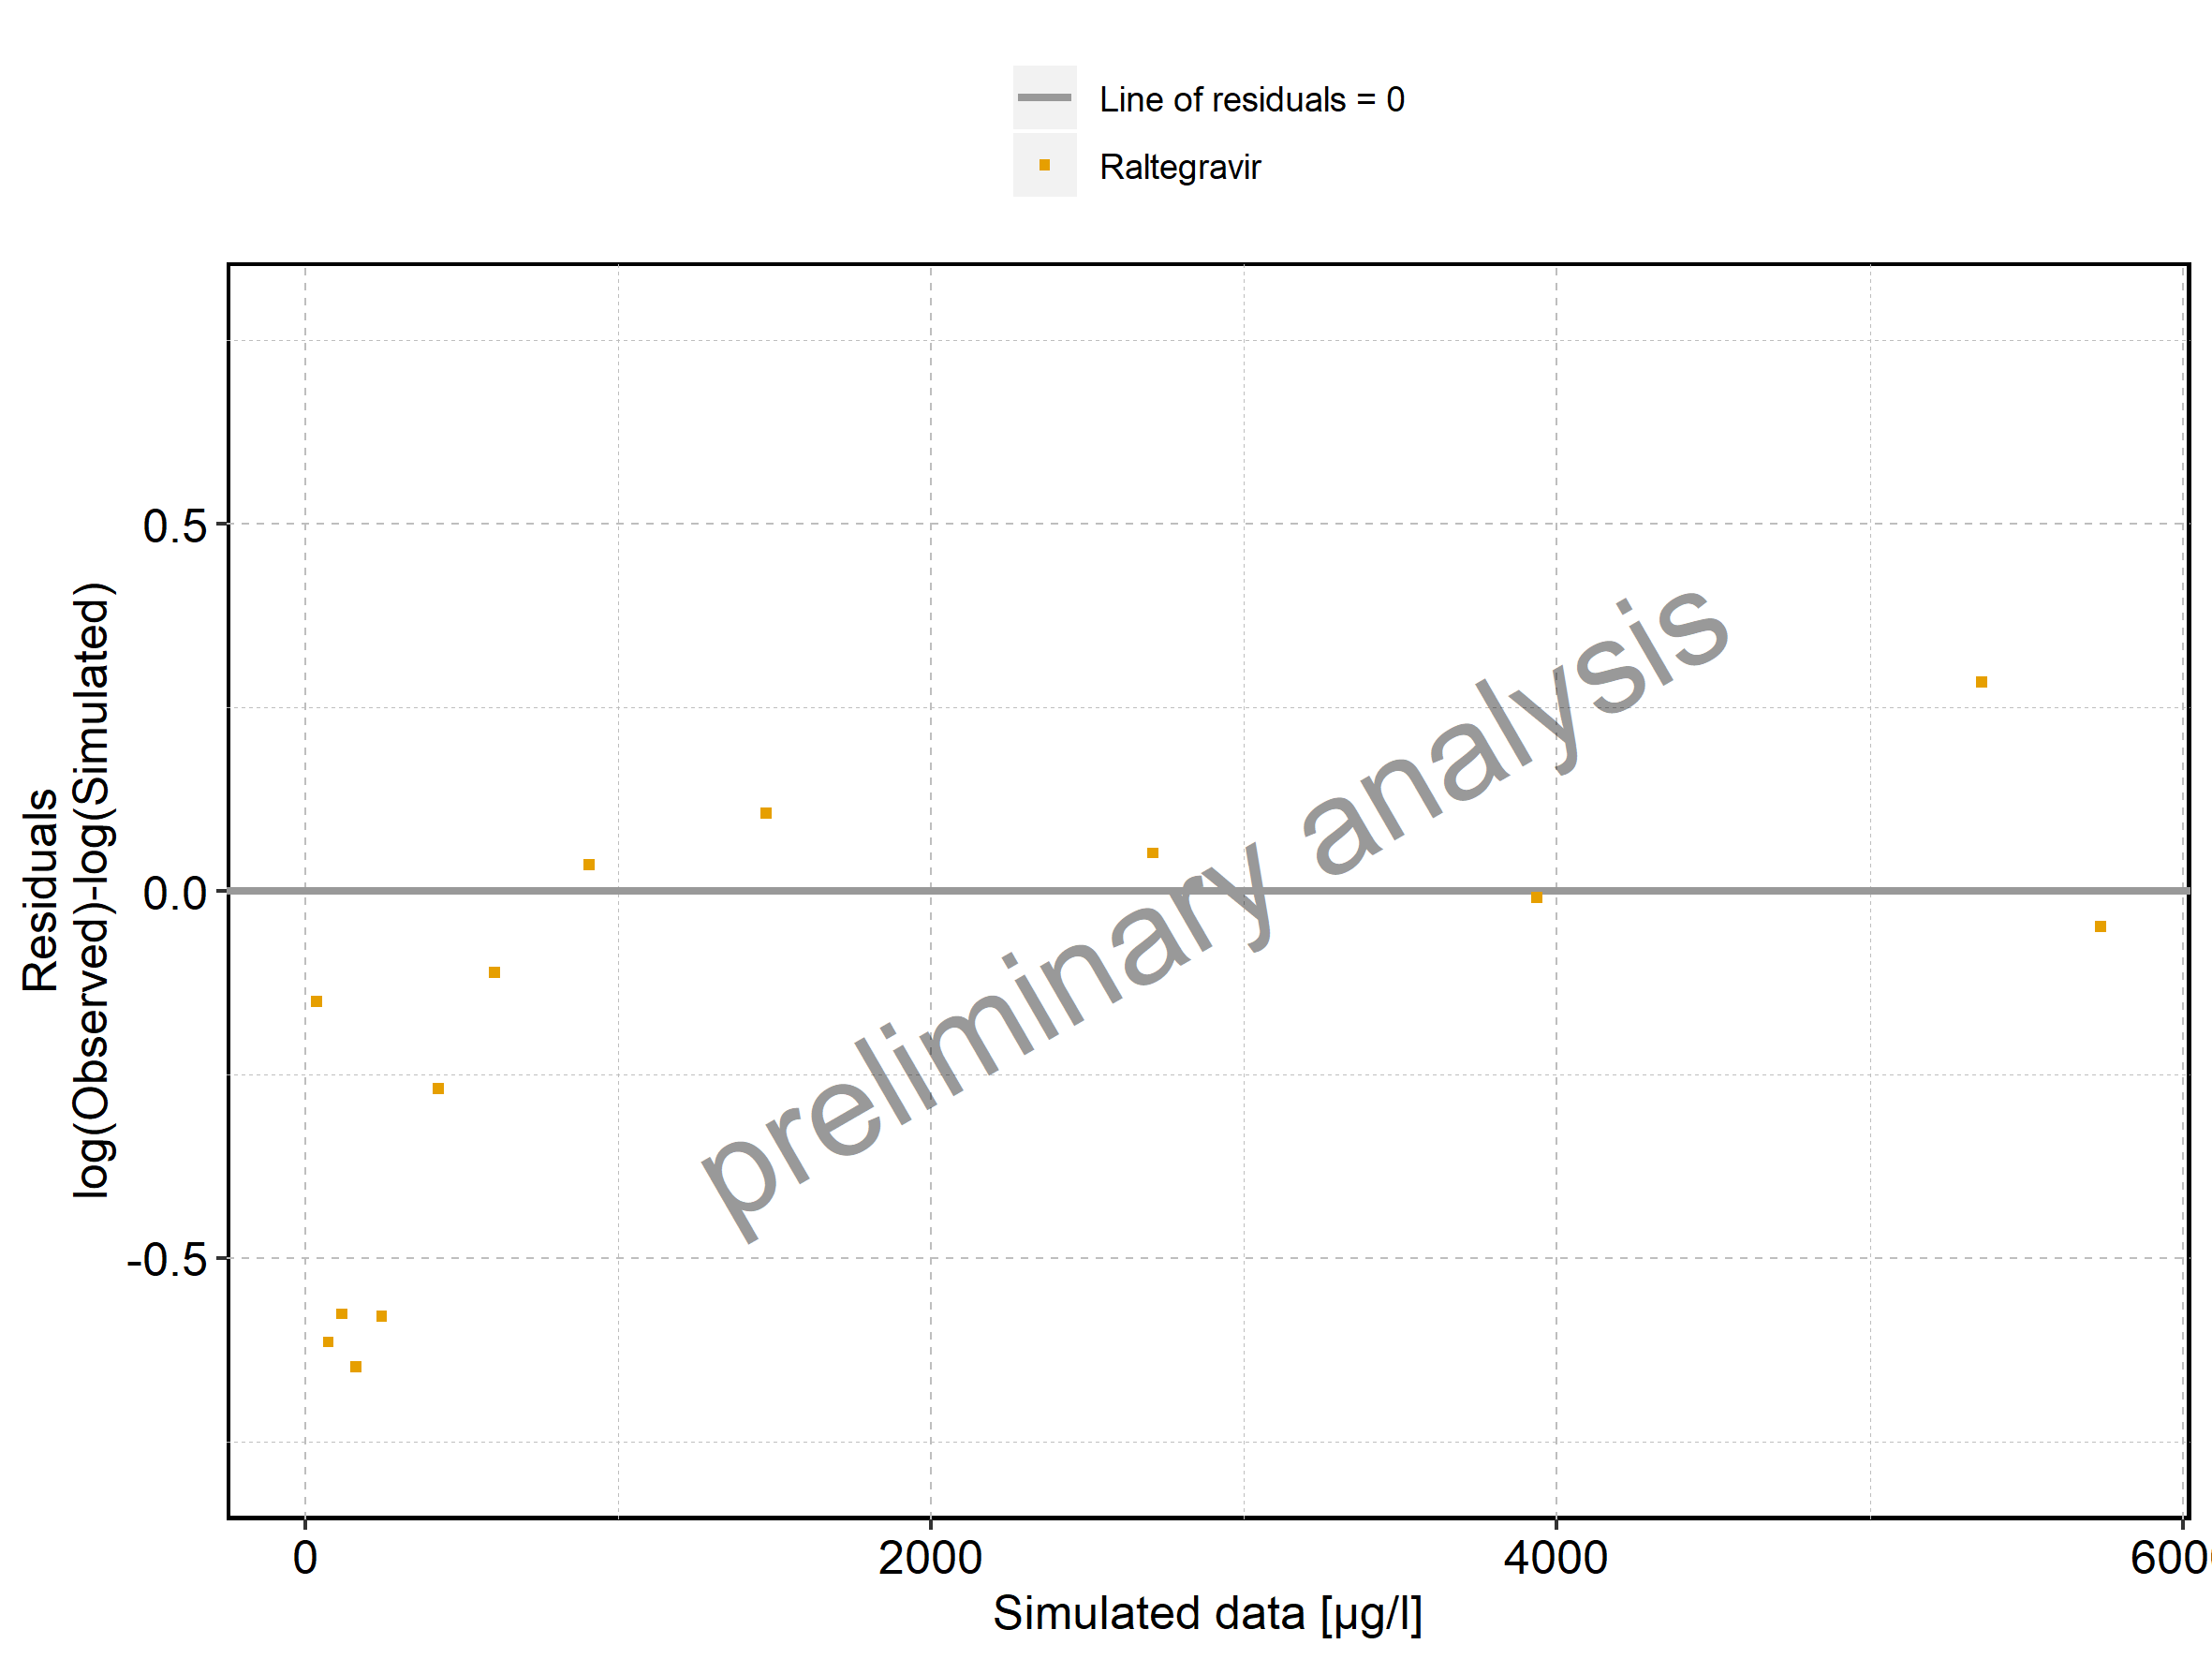 Line of residuals = 0
Raltegravir
Residuals
log(Observed)-log(Simulated)
0.5
0.0
-0.5
preliminary analysis
0 2000 4000 600
Simulated data [µg/l]